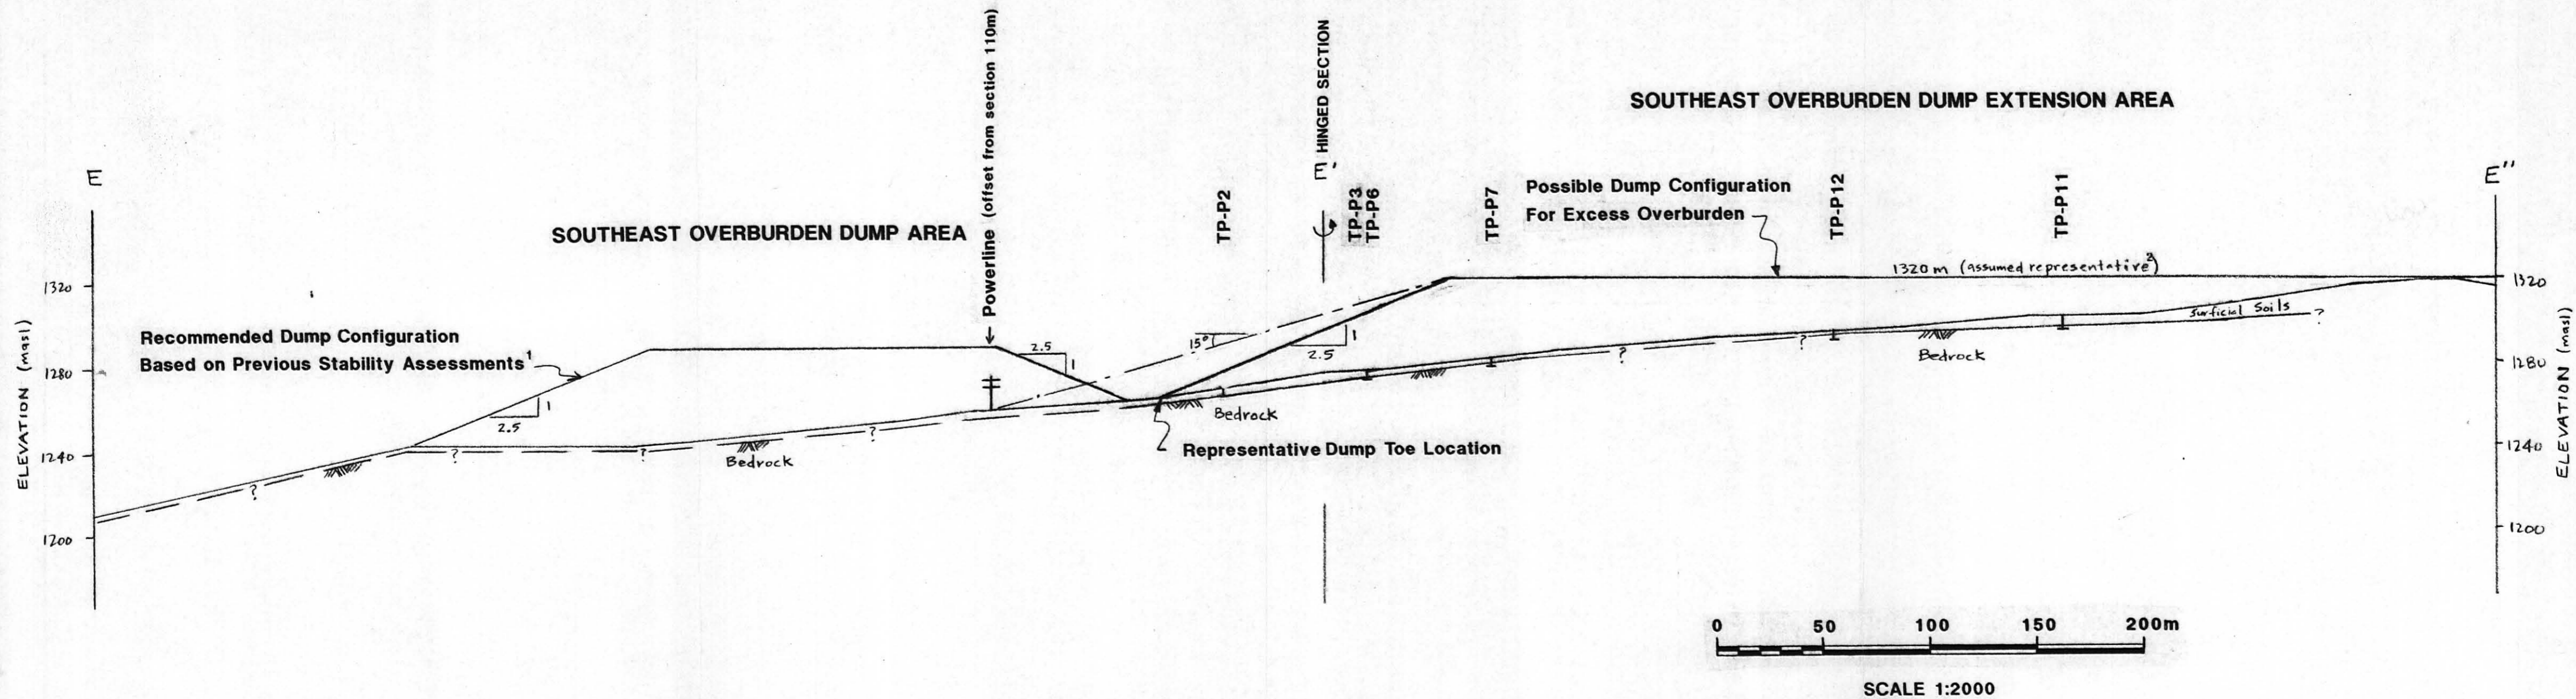 Powerline (offset from section 110m)
HINGED SECTION
SOUTHEAST OVERBURDEN DUMP EXTENSION AREA
E
E'
E''
TP-P2
TP-P3
TP-P6
TP-P7
Possible Dump Configuration
For Excess Overburden
TP-P12
TP-P11
SOUTHEAST OVERBURDEN DUMP AREA
1320 m (assumed representative²)
1320
1320
Recommended Dump Configuration
Based on Previous Stability Assessments¹
2.5
1
15°
1
2.5
Surficial Soils
?
ELEVATION (masl)
ELEVATION (masl)
1280
1280
?
?
Bedrock
1
2.5
Bedrock
Representative Dump Toe Location
1240
1240
?
?
?
Bedrock
?
1200
1200
0 50 100 150 200m
SCALE 1:2000